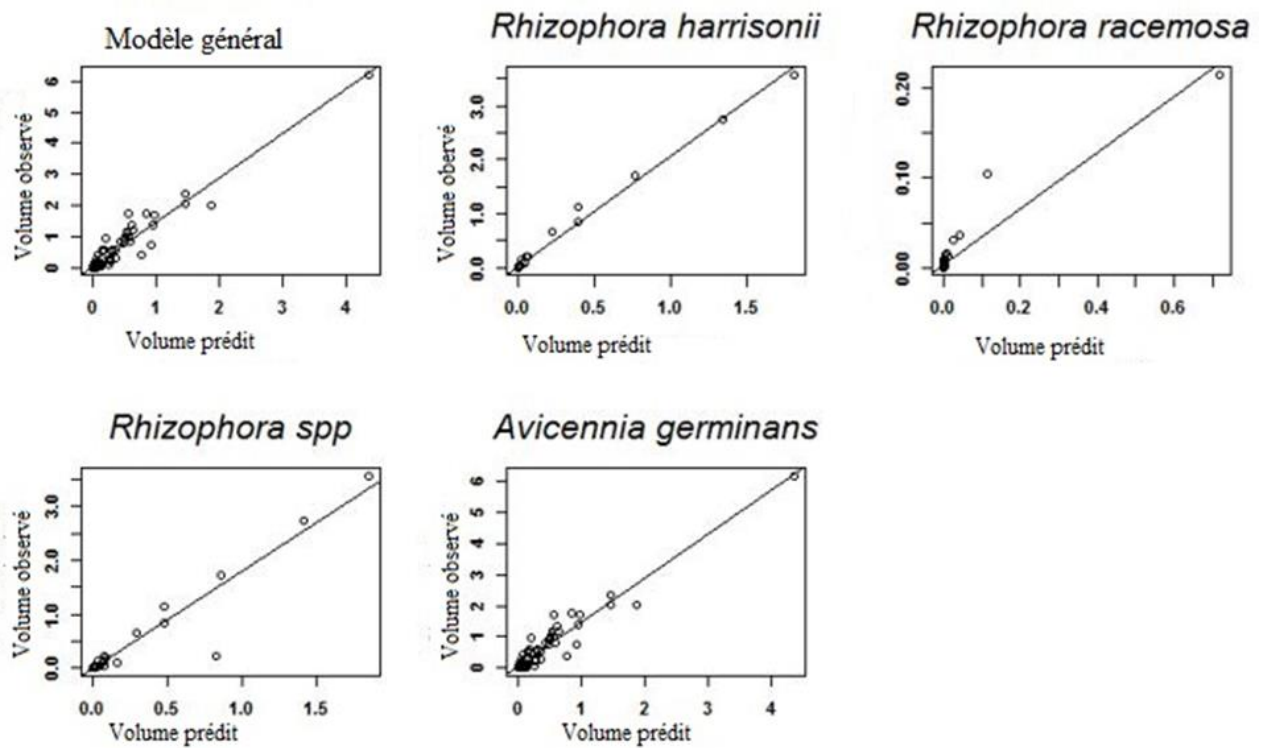 Modèle général
Volume observé
0 1 2 3 4 5 6
0 1 2 3 4
Volume prédit
Rhizophora harrisonii
Volume obervé
0.0 1.0 2.0 3.0
0.0 0.5 1.0 1.5
Volume prédit
Rhizophora racemosa
0.00 0.10 0.20
0.0 0.2 0.4 0.6
Volume prédit
Rhizophora spp
Volume observé
0.0 1.0 2.0 3.0
0.0 0.5 1.0 1.5
Volume prédit
Avicennia germinans
Volume observé
0 1 2 3 4 5 6
0 1 2 3 4
Volume prédit